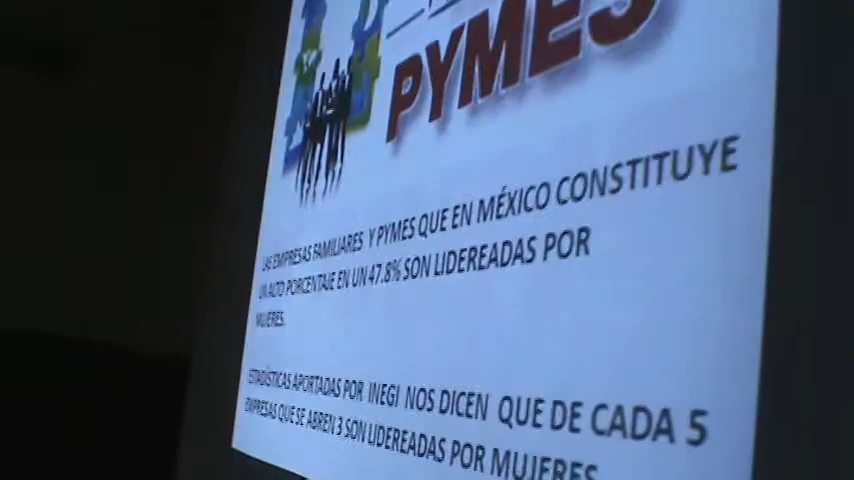 PYMES
LAS EMPRESAS FAMILIARES Y PYMES QUE EN MÉXICO CONSTITUYE
UN ALTO PORCENTAJE EN UN 47.8% SON LIDEREADAS POR
MUJERES.
ESTADÍSTICAS APORTADAS POR INEGI NOS DICEN QUE DE CADA 5
EMPRESAS QUE SE ABREN 3 SON LIDEREADAS POR MUJERES